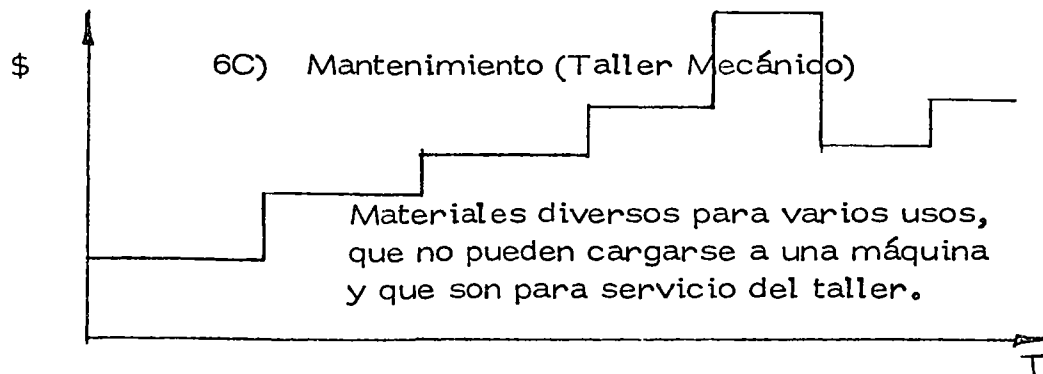 $
6C) Mantenimiento (Taller Mecánico)
Materiales diversos para varios usos,
que no pueden cargarse a una máquina
y que son para servicio del taller.
T